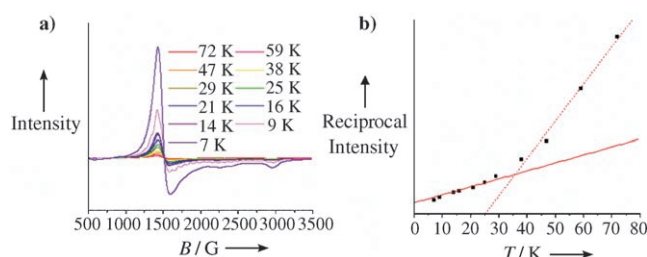 a)
Intensity
72 K 59 K
47 K 38 K
29 K 25 K
21 K 16 K
14 K 9 K
7 K
500 1000 1500 2000 2500 3000 3500
B / G
b)
Reciprocal
Intensity
0 10 20 30 40 50 60 70 80
T / K